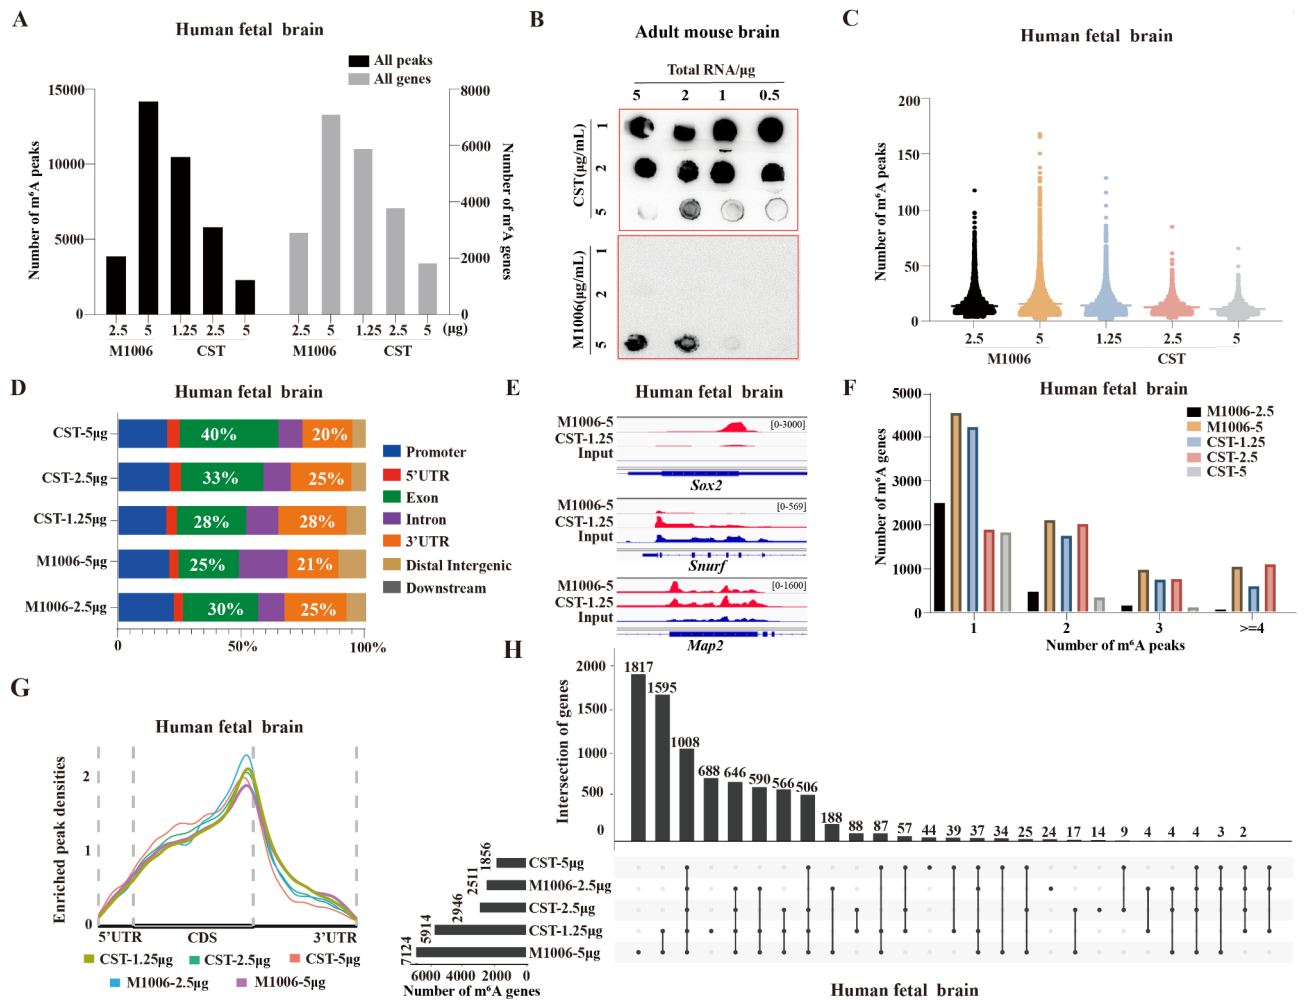 A
Human fetal brain
All peaks
All genes
Number of m⁶A peaks
15000
10000
5000
0
8000
6000
4000
2000
0
Number of m⁶A genes
2.5 5 1.25 2.5 5 2.5 5 1.25 2.5 5 (μg)
M1006 CST M1006 CST
B
Adult mouse brain
Total RNA/μg
5 2 1 0.5
CST(μg/mL)
1
2
5
M1006(μg/mL)
1
2
5
C
Human fetal brain
Number of m⁶A peaks
200
150
100
50
0
2.5 5 1.25 2.5 5
M1006 CST
D
Human fetal brain
CST-5μg 40% 20%
CST-2.5μg 33% 25%
CST-1.25μg 28% 28%
M1006-5μg 25% 21%
M1006-2.5μg 30% 25%
0 50% 100%
Promoter
5’UTR
Exon
Intron
3’UTR
Distal Intergenic
Downstream
E
Human fetal brain
M1006-5 [0-3000]
CST-1.25
Input
Sox2
M1006-5 [0-569]
CST-1.25
Input
Snurf
M1006-5 [0-1600]
CST-1.25
Input
Map2
F
Human fetal brain
Number of m⁶A genes
5000
4000
3000
2000
1000
0
1 2 3 >=4
Number of m⁶A peaks
M1006-2.5
M1006-5
CST-1.25
CST-2.5
CST-5
G
Human fetal brain
Enriched peak densities
2
1
0
5’UTR CDS 3’UTR
CST-1.25μg CST-2.5μg CST-5μg
M1006-2.5μg M1006-5μg
H
Intersection of genes
2000
1500
1000
500
0
1817 1595 1008 688 646 590 566 506 188 88 87 57 44 39 37 34 25 24 17 14 9 4 4 4 3 2
1856 CST-5μg
2511 M1006-2.5μg
2946 CST-2.5μg
5914 CST-1.25μg
7124 M1006-5μg
6000 4000 2000 0
Number of m⁶A genes
Human fetal brain